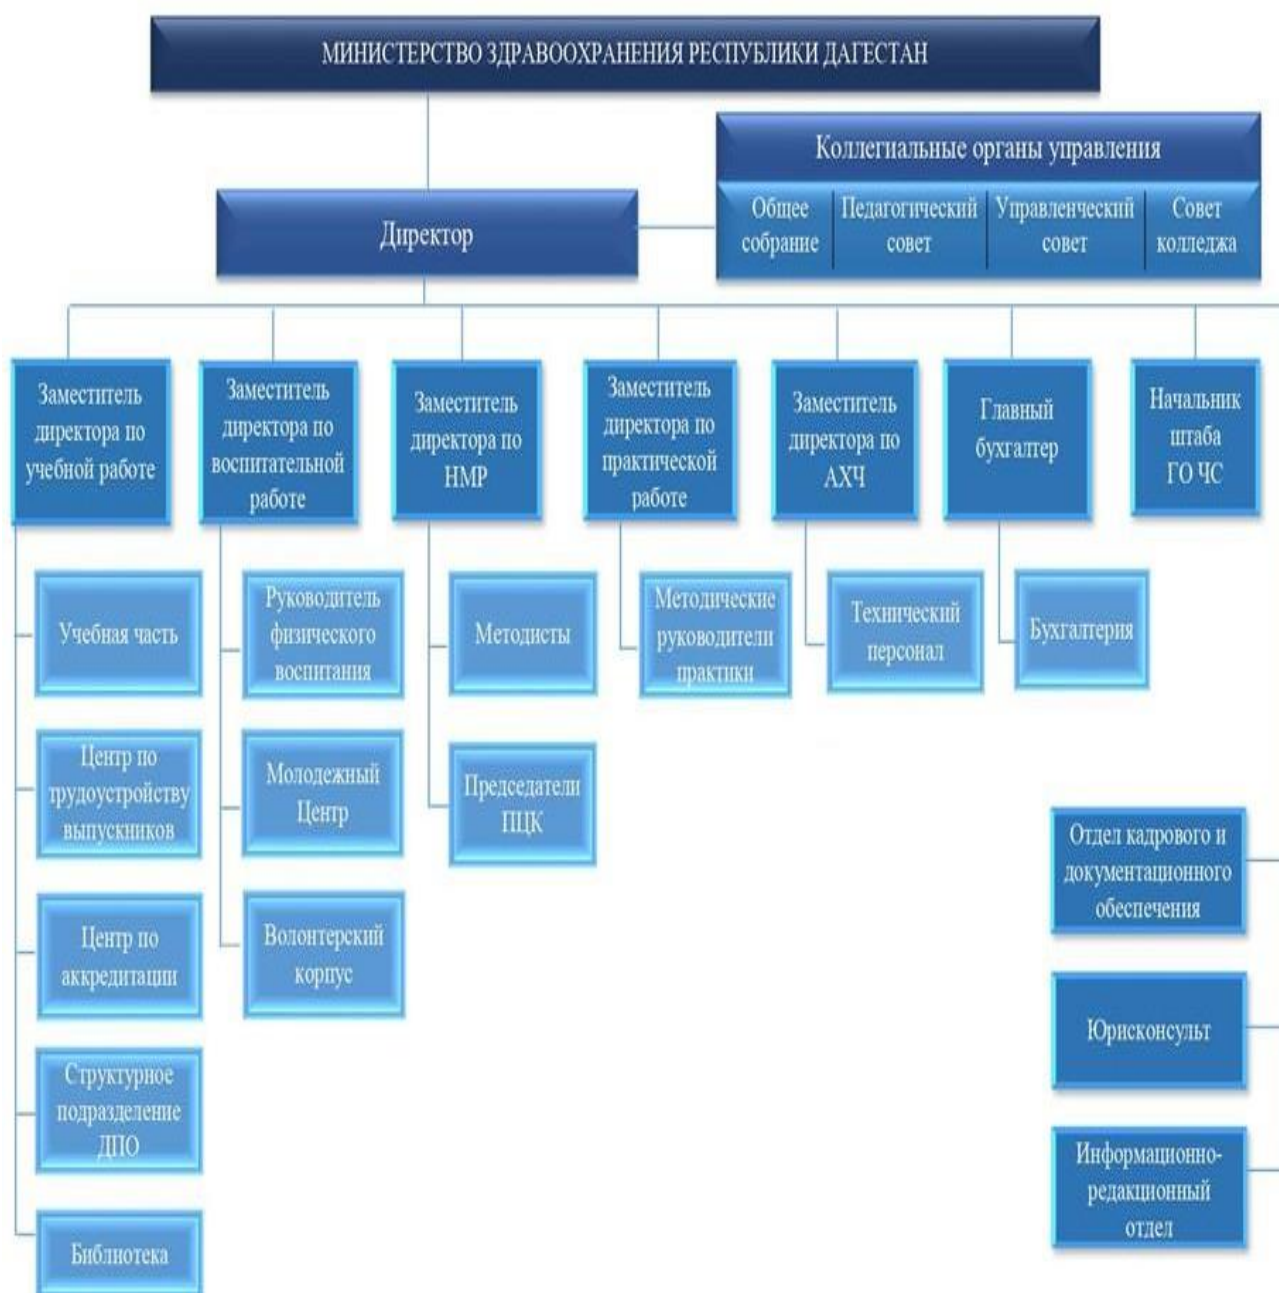 МИНИСТЕРСТВО ЗДРАВООХРАНЕНИЯ РЕСПУБЛИКИ ДАГЕСТАН
Директор
Коллегиальные органы управления
Общее
собрание
Педагогический
совет
Управленческий
совет
Совет
колледжа
Заместитель
директора по
учебной работе
Заместитель
директора по
воспитательной
работе
Заместитель
директора по
НМР
Заместитель
директора по
практической
работе
Заместитель
директора по
АХЧ
Главный
бухгалтер
Начальник
штаба
ГО ЧС
Учебная часть
Центр по
трудоустройству
выпускников
Центр по
аккредитации
Структурное
подразделение
ДПО
Библиотека
Руководитель
физического
воспитания
Молодежный
Центр
Волонтерский
корпус
Методисты
Председатели
ПЦК
Методические
руководители
практики
Технический
персонал
Бухгалтерия
Отдел кадрового и
документационного
обеспечения
Юрисконсульт
Информационно-
редакционный
отдел